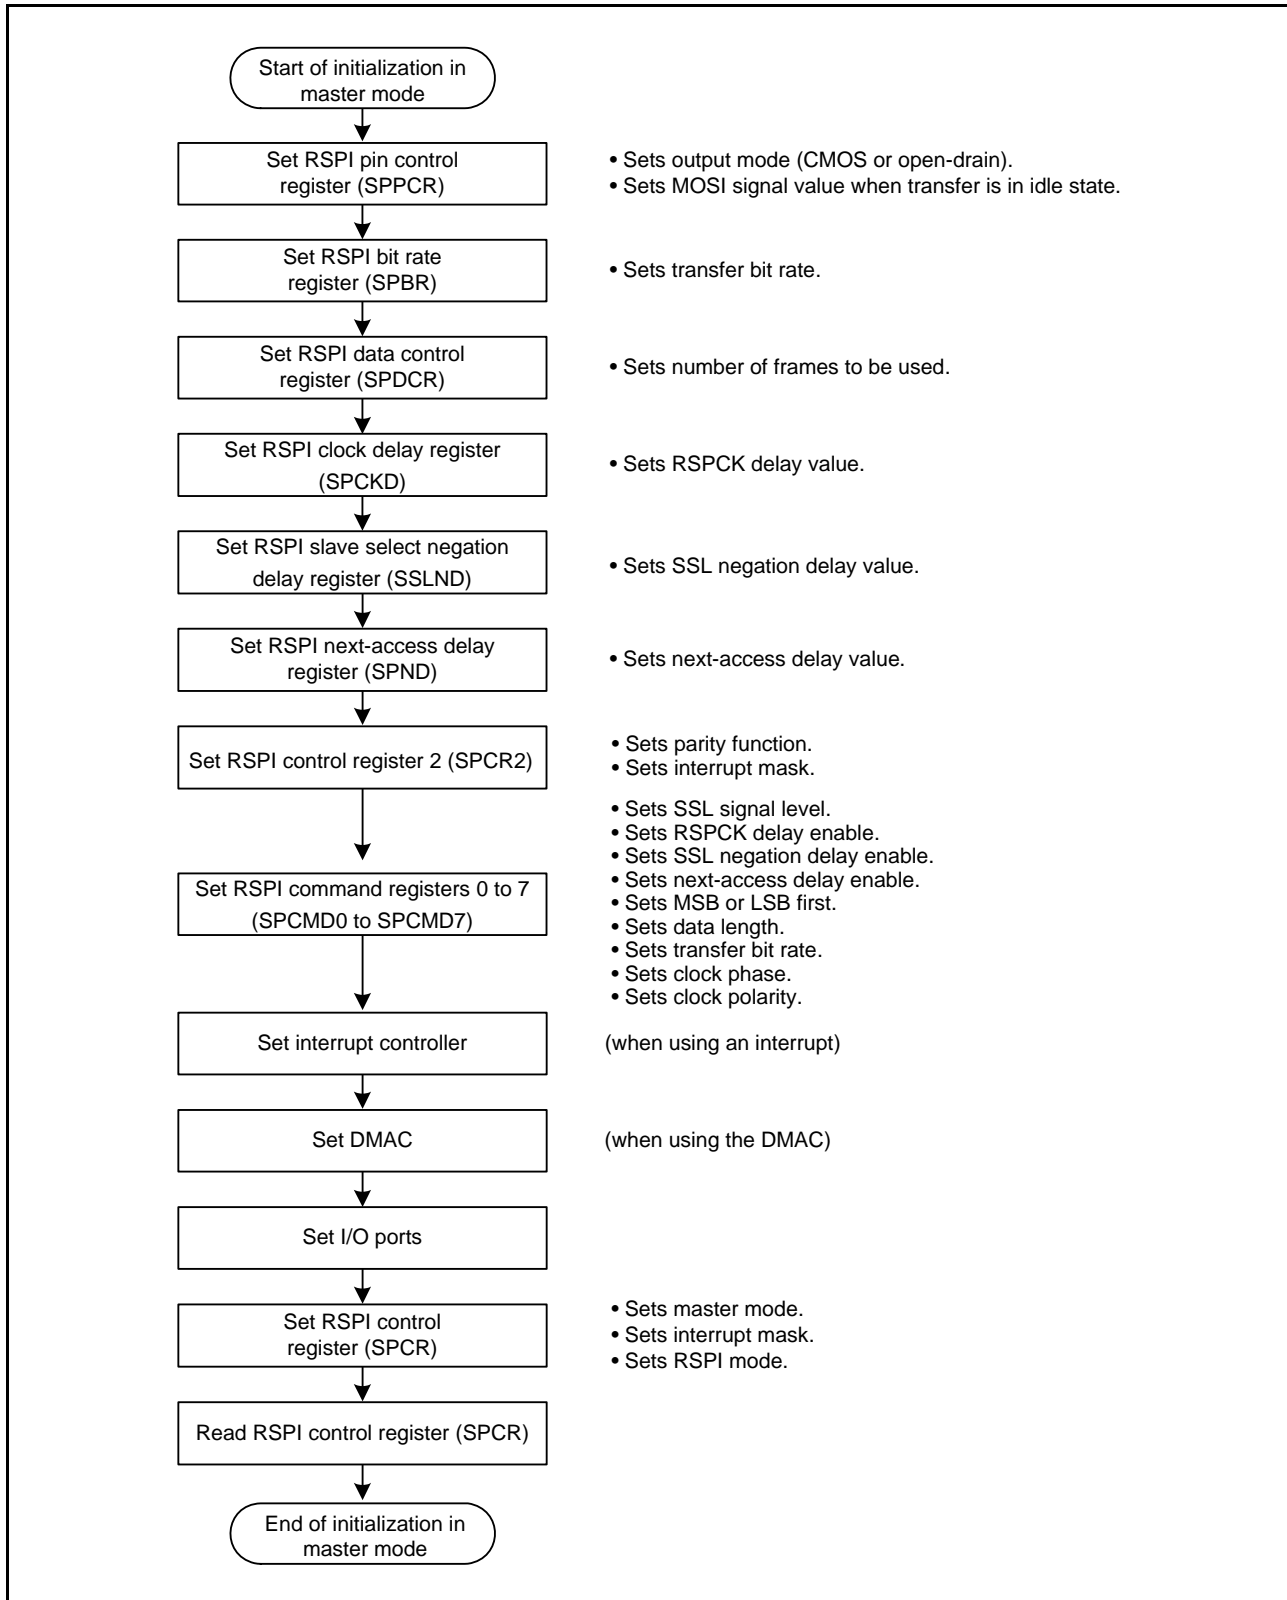 Start of initialization in
master mode
Set RSPI pin control
register (SPPCR)
• Sets output mode (CMOS or open-drain).
• Sets MOSI signal value when transfer is in idle state.
Set RSPI bit rate
register (SPBR)
• Sets transfer bit rate.
Set RSPI data control
register (SPDCR)
• Sets number of frames to be used.
Set RSPI clock delay register
(SPCKD)
• Sets RSPCK delay value.
Set RSPI slave select negation
delay register (SSLND)
• Sets SSL negation delay value.
Set RSPI next-access delay
register (SPND)
• Sets next-access delay value.
Set RSPI control register 2 (SPCR2)
• Sets parity function.
• Sets interrupt mask.
Set RSPI command registers 0 to 7
(SPCMD0 to SPCMD7)
• Sets SSL signal level.
• Sets RSPCK delay enable.
• Sets SSL negation delay enable.
• Sets next-access delay enable.
• Sets MSB or LSB first.
• Sets data length.
• Sets transfer bit rate.
• Sets clock phase.
• Sets clock polarity.
Set interrupt controller
(when using an interrupt)
Set DMAC
(when using the DMAC)
Set I/O ports
Set RSPI control
register (SPCR)
• Sets master mode.
• Sets interrupt mask.
• Sets RSPI mode.
Read RSPI control register (SPCR)
End of initialization in
master mode